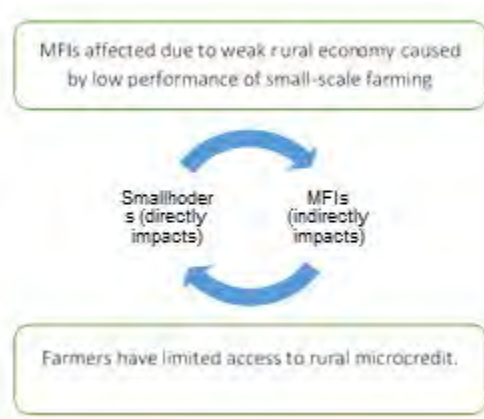 MFIs affected due to weak rural economy caused
by low performance of small-scale farming
Smallhoder
s (directly
impacts)
MFIs
(indirectly
impacts)
Farmers have limited access to rural microcredit.